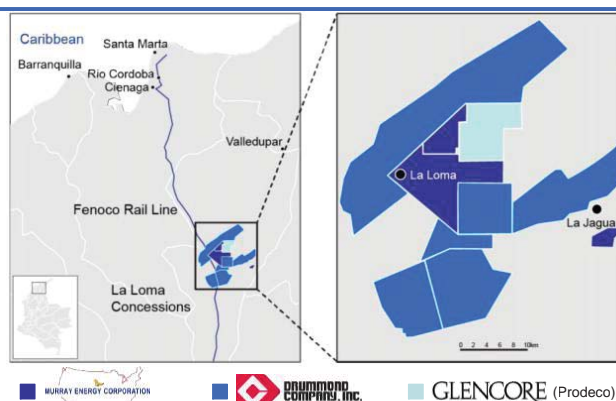 Caribbean
Santa Marta
Barranquilla
Rio Cordoba
Cienaga
Valledupar
Fenoco Rail Line
La Loma
Concessions
La Loma
La Jagua
0 2 4 6 8 10km
MURRAY ENERGY CORPORATION
DRUMMOND
COMPANY, INC.
GLENCORE (Prodeco)